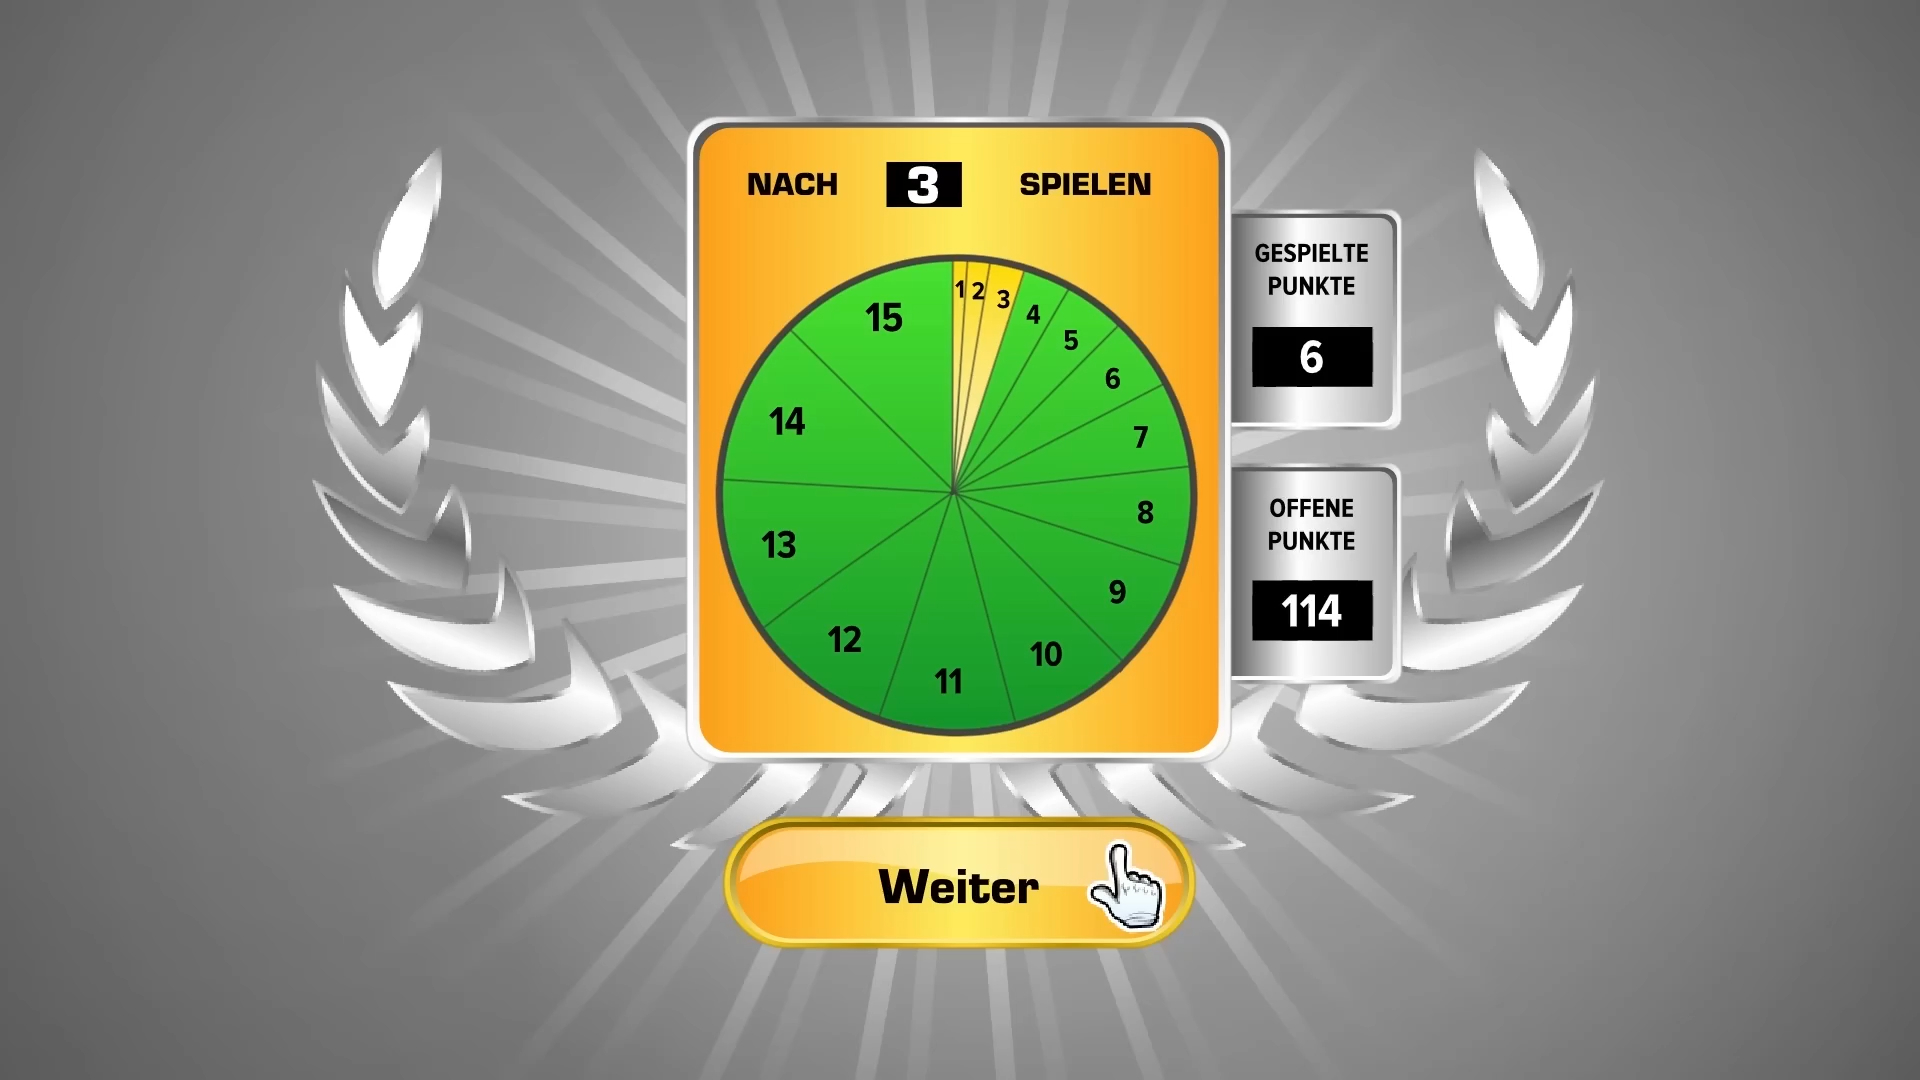 NACH 3 SPIELEN
1
2
3
4
5
6
7
8
9
10
11
12
13
14
15
GESPIELTE
PUNKTE
6
OFFENE
PUNKTE
114
Weiter